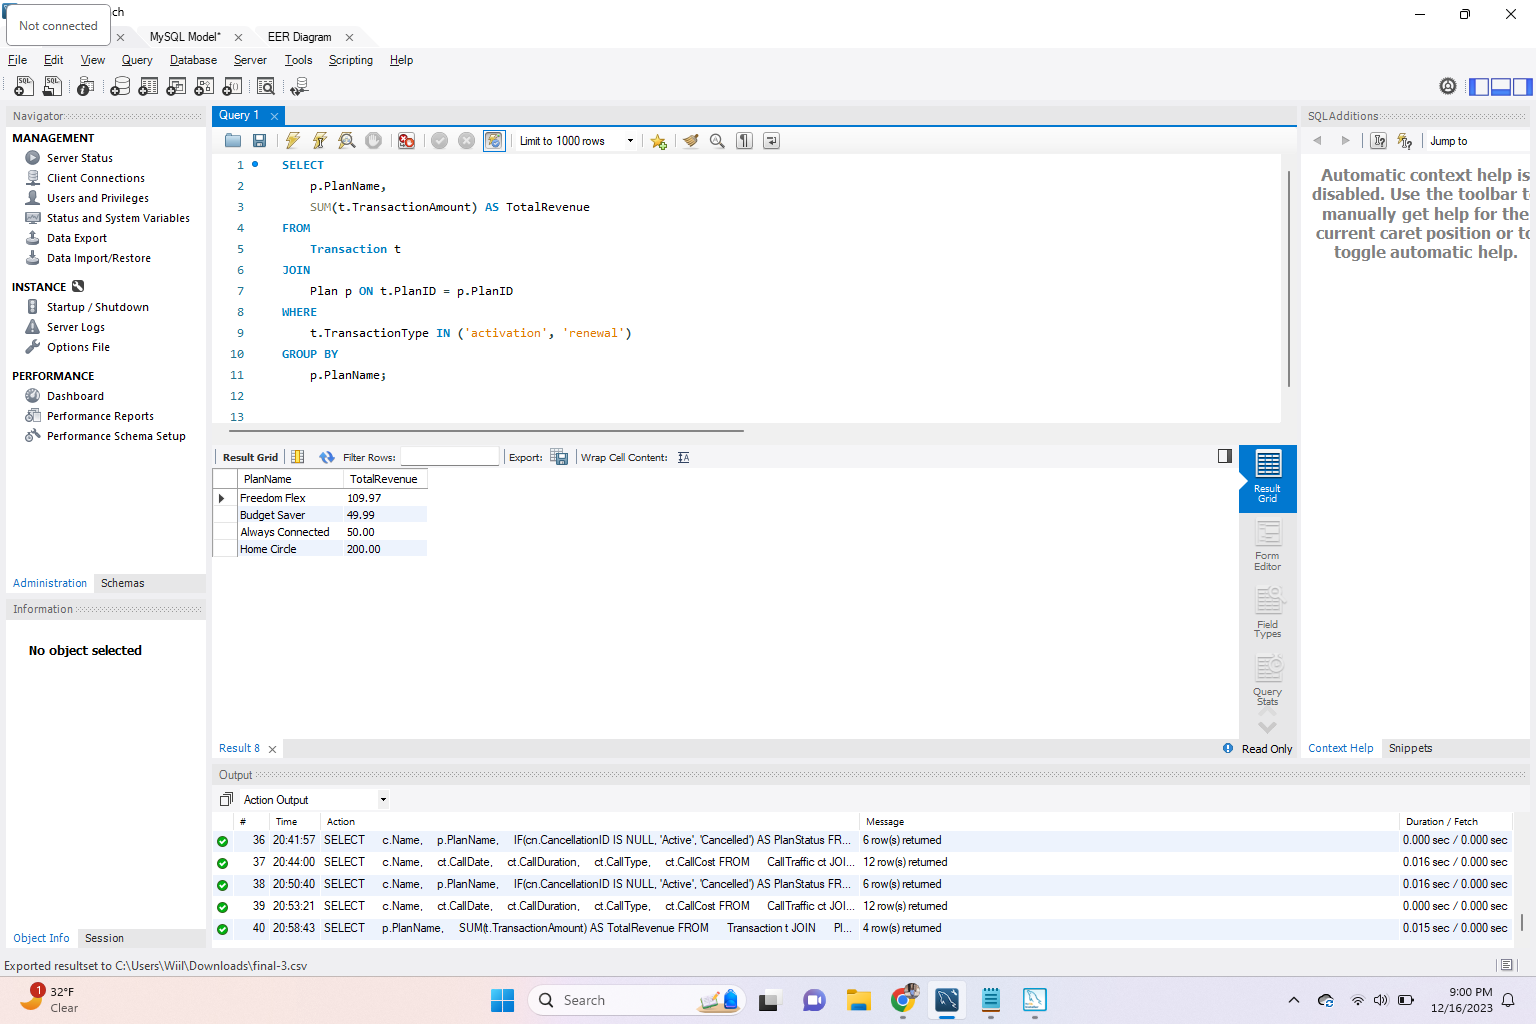 Not connected
ch
MySQL Model*
EER Diagram
File Edit View Query Database Server Tools Scripting Help
Navigator
MANAGEMENT
Server Status
Client Connections
Users and Privileges
Status and System Variables
Data Export
Data Import/Restore
INSTANCE
Startup / Shutdown
Server Logs
Options File
PERFORMANCE
Dashboard
Performance Reports
Performance Schema Setup
Administration Schemas
Information
No object selected
Object Info Session
Query 1
Limit to 1000 rows
1 SELECT
2 p.PlanName,
3 SUM(t.TransactionAmount) AS TotalRevenue
4 FROM
5 Transaction t
6 JOIN
7 Plan p ON t.PlanID = p.PlanID
8 WHERE
9 t.TransactionType IN ('activation', 'renewal')
10 GROUP BY
11 p.PlanName;
12
13
Result Grid Filter Rows: Export: Wrap Cell Content:
PlanName TotalRevenue
Freedom Flex 109.97
Budget Saver 49.99
Always Connected 50.00
Home Circle 200.00
Result
Grid
Form
Editor
Field
Types
Query
Stats
Result 8
Read Only
SQLAdditions
Jump to
Automatic context help is
disabled. Use the toolbar t
manually get help for the
current caret position or to
toggle automatic help.
Context Help Snippets
Output
Action Output
# Time Action Message Duration / Fetch
36 20:41:57 SELECT c.Name, p.PlanName, IF(cn.CancellationID IS NULL, 'Active', 'Cancelled') AS PlanStatus FR... 6 row(s) returned 0.000 sec / 0.000 sec
37 20:44:00 SELECT c.Name, ct.CallDate, ct.CallDuration, ct.CallType, ct.CallCost FROM CallTraffic ct JOI... 12 row(s) returned 0.016 sec / 0.000 sec
38 20:50:40 SELECT c.Name, p.PlanName, IF(cn.CancellationID IS NULL, 'Active', 'Cancelled') AS PlanStatus FR... 6 row(s) returned 0.016 sec / 0.000 sec
39 20:53:21 SELECT c.Name, ct.CallDate, ct.CallDuration, ct.CallType, ct.CallCost FROM CallTraffic ct JOI... 12 row(s) returned 0.000 sec / 0.000 sec
40 20:58:43 SELECT p.PlanName, SUM(t.TransactionAmount) AS TotalRevenue FROM Transaction t JOIN Pl... 4 row(s) returned 0.015 sec / 0.000 sec
Exported resultset to C:\Users\Wiil\Downloads\final-3.csv
1
32°F
Clear
Search
9:00 PM
12/16/2023